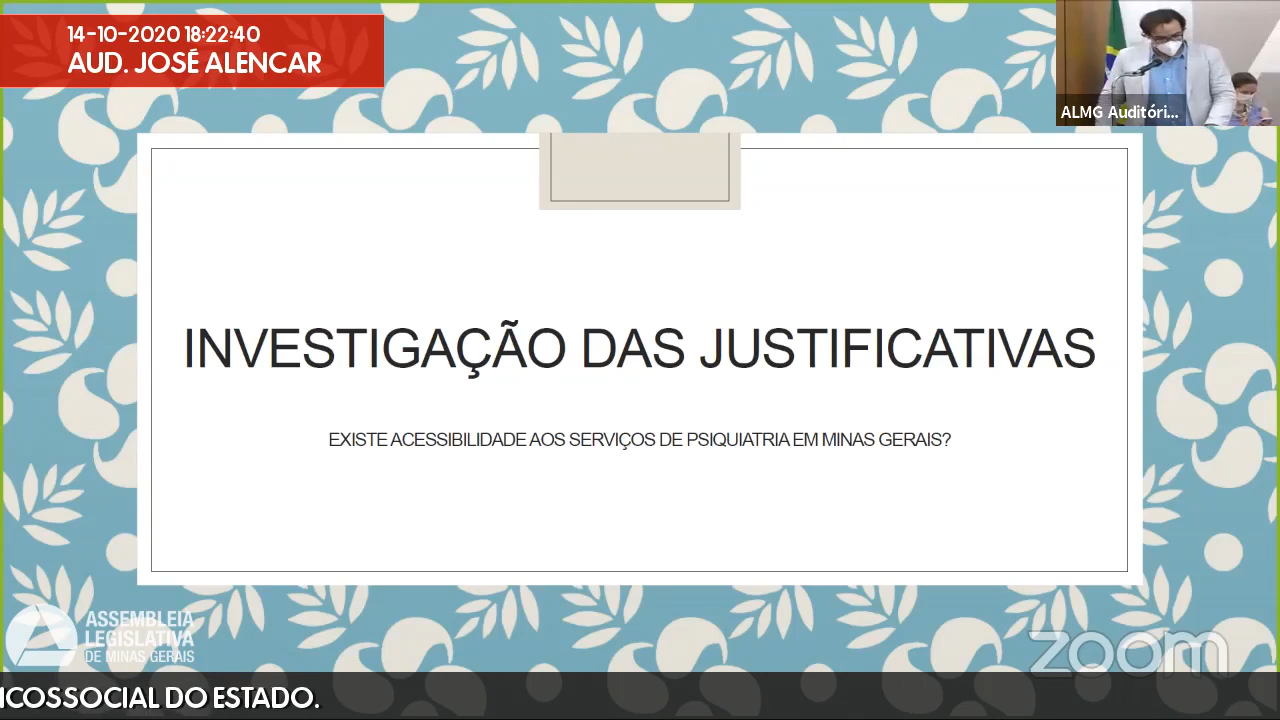 14-10-2020 18:22:40
AUD. JOSÉ ALENCAR
ALMG Auditóri...
INVESTIGAÇÃO DAS JUSTIFICATIVAS
EXISTE ACESSIBILIDADE AOS SERVIÇOS DE PSIQUIATRIA EM MINAS GERAIS?
ASSEMBLEIA
LEGISLATIVA
DE MINAS GERAIS
zoom
ICOSSOCIAL DO ESTADO.